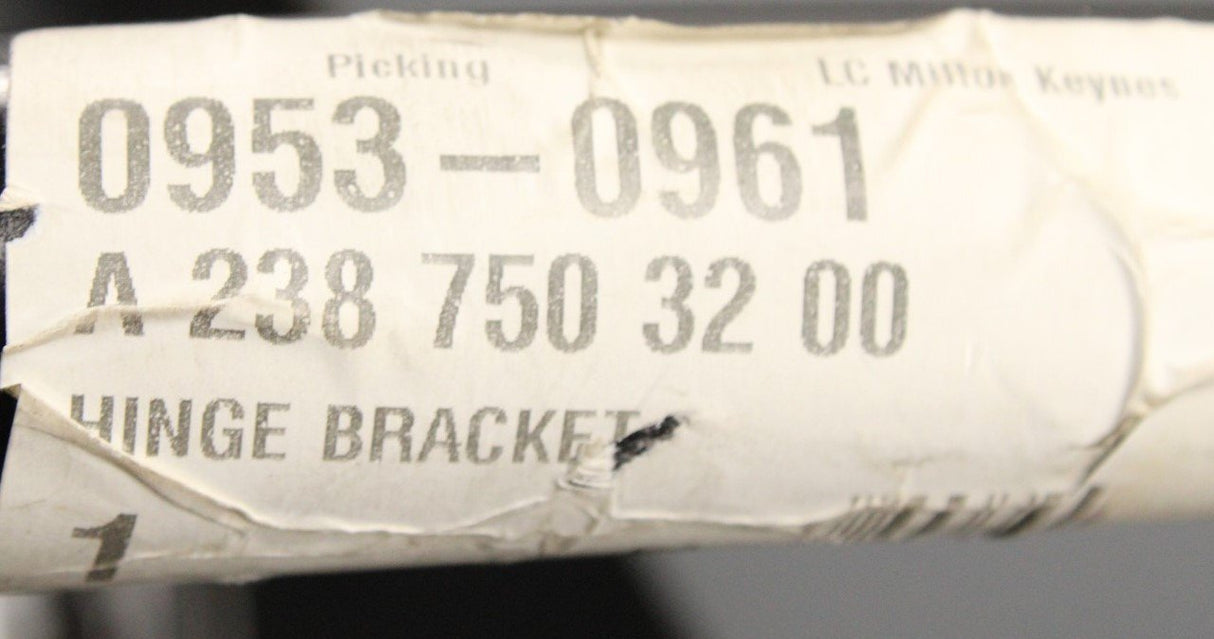 Picking LC Milton Keynes
0953-0961
A 238 750 32 00
HINGE BRACKET
1